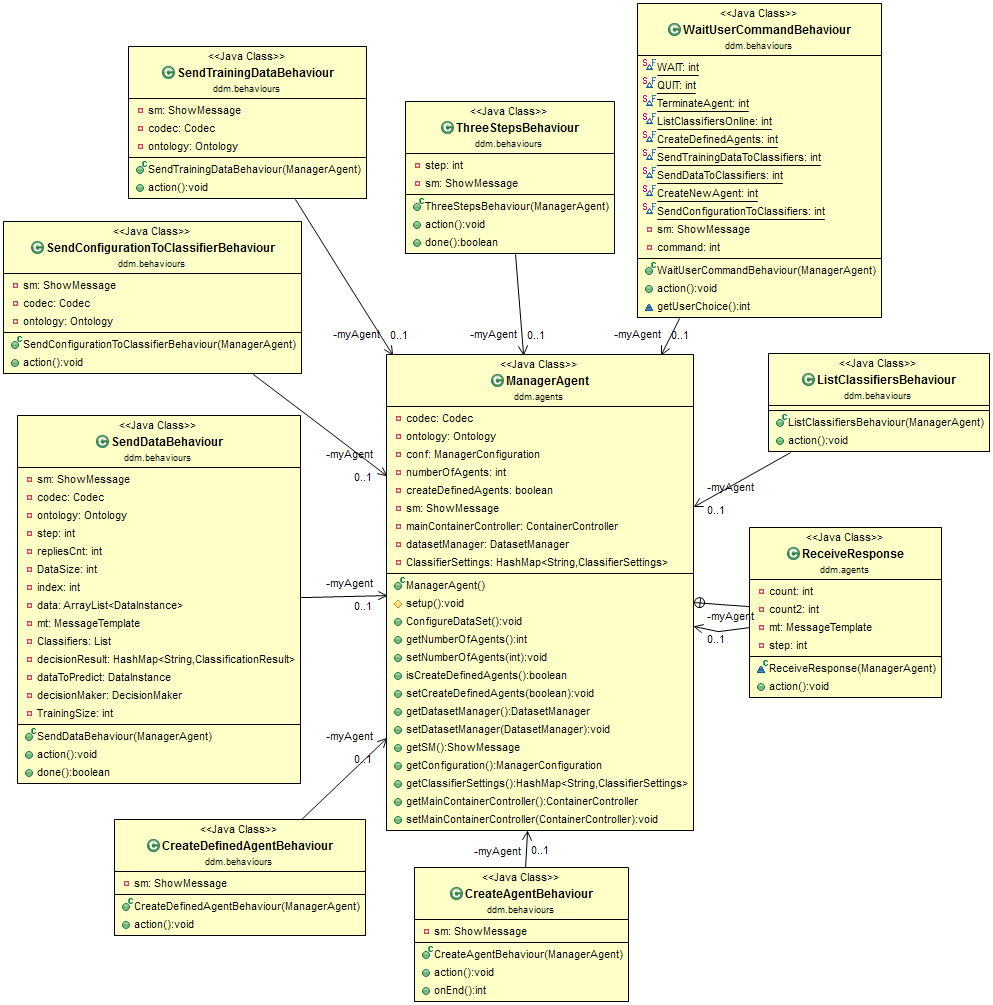 <<Java Class>>
WaitUserCommandBehaviour
ddm.behaviours
WAIT: int
QUIT: int
TerminateAgent: int
ListClassifiersOnline: int
CreateDefinedAgents: int
SendTrainingDataToClassifiers: int
SendDataToClassifiers: int
CreateNewAgent: int
SendConfigurationToClassifiers: int
sm: ShowMessage
command: int
WaitUserCommandBehaviour(ManagerAgent)
action():void
getUserChoice():int
<<Java Class>>
SendTrainingDataBehaviour
ddm.behaviours
sm: ShowMessage
codec: Codec
ontology: Ontology
SendTrainingDataBehaviour(ManagerAgent)
action():void
<<Java Class>>
ThreeStepsBehaviour
ddm.behaviours
step: int
sm: ShowMessage
ThreeStepsBehaviour(ManagerAgent)
action():void
done():boolean
<<Java Class>>
SendConfigurationToClassifierBehaviour
ddm.behaviours
sm: ShowMessage
codec: Codec
ontology: Ontology
SendConfigurationToClassifierBehaviour(ManagerAgent)
action():void
-myAgent 0..1
-myAgent 0..1
-myAgent 0..1
<<Java Class>>
ManagerAgent
ddm.agents
codec: Codec
ontology: Ontology
conf: ManagerConfiguration
numberOfAgents: int
createDefinedAgents: boolean
sm: ShowMessage
mainContainerController: ContainerController
datasetManager: DatasetManager
ClassifierSettings: HashMap<String,ClassifierSettings>
ManagerAgent()
setup():void
ConfigureDataSet():void
getNumberOfAgents():int
setNumberOfAgents(int):void
isCreateDefinedAgents():boolean
setCreateDefinedAgents(boolean):void
getDatasetManager():DatasetManager
setDatasetManager(DatasetManager):void
getSM():ShowMessage
getConfiguration():ManagerConfiguration
getClassifierSettings():HashMap<String,ClassifierSettings>
getMainContainerController():ContainerController
setMainContainerController(ContainerController):void
<<Java Class>>
ListClassifiersBehaviour
ddm.behaviours
ListClassifiersBehaviour(ManagerAgent)
action():void
-myAgent
0..1
<<Java Class>>
SendDataBehaviour
ddm.behaviours
sm: ShowMessage
codec: Codec
ontology: Ontology
step: int
repliesCnt: int
DataSize: int
index: int
data: ArrayList<DataInstance>
mt: MessageTemplate
Classifiers: List
decisionResult: HashMap<String,ClassificationResult>
dataToPredict: DataInstance
decisionMaker: DecisionMaker
TrainingSize: int
SendDataBehaviour(ManagerAgent)
action():void
done():boolean
-myAgent
0..1
-myAgent
0..1
<<Java Class>>
ReceiveResponse
ddm.agents
count: int
count2: int
mt: MessageTemplate
step: int
ReceiveResponse(ManagerAgent)
action():void
-myAgent
0..1
-myAgent
0..1
<<Java Class>>
CreateDefinedAgentBehaviour
ddm.behaviours
sm: ShowMessage
CreateDefinedAgentBehaviour(ManagerAgent)
action():void
-myAgent 0..1
<<Java Class>>
CreateAgentBehaviour
ddm.behaviours
sm: ShowMessage
CreateAgentBehaviour(ManagerAgent)
action():void
onEnd():int